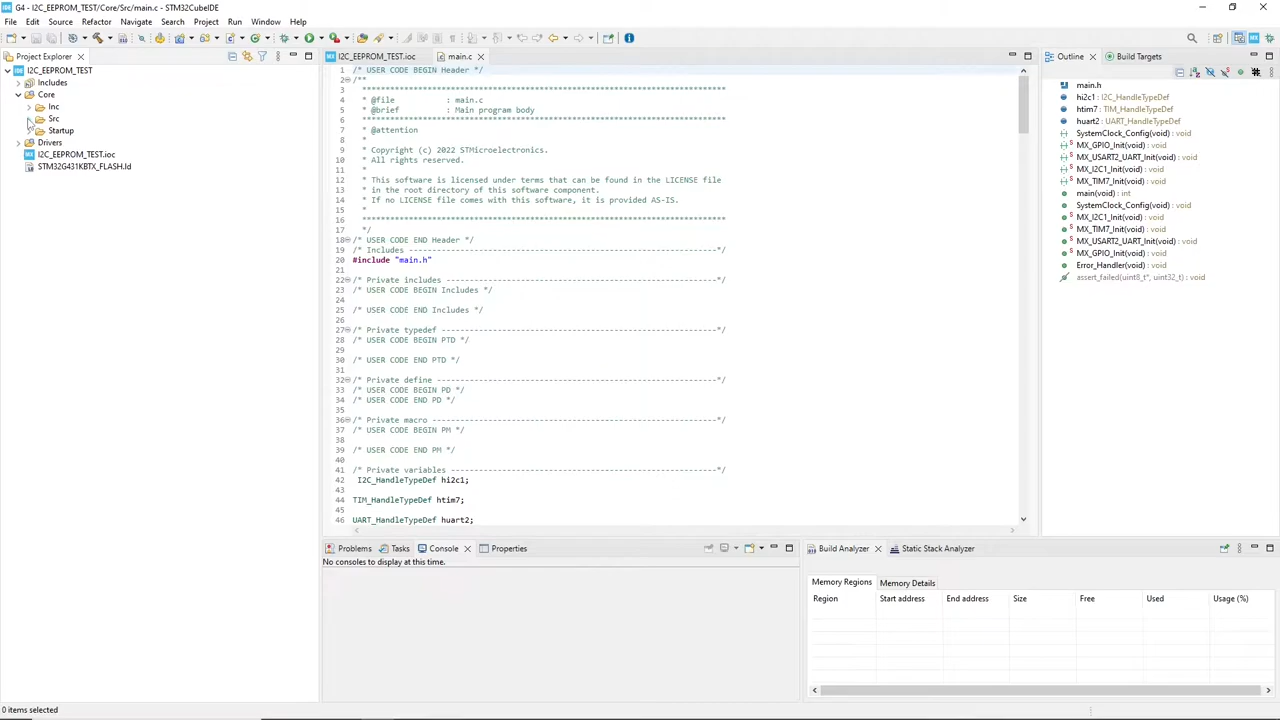 G4 - I2C_EEPROM_TEST/Core/Src/main.c - STM32CubeIDE
File Edit Source Refactor Navigate Search Project Run Window Help
Project Explorer
I2C_EEPROM_TEST
Includes
Core
Inc
Src
Startup
Drivers
I2C_EEPROM_TEST.ioc
STM32G431KBTX_FLASH.ld
I2C_EEPROM_TEST.ioc main.c
1 /* USER CODE BEGIN Header */
2 /**
3 ******************************************************************************
4 * @file : main.c
5 * @brief : Main program body
6 ******************************************************************************
7 * @attention
8 *
9 * Copyright (c) 2022 STMicroelectronics.
10 * All rights reserved.
11 *
12 * This software is licensed under terms that can be found in the LICENSE file
13 * in the root directory of this software component.
14 * If no LICENSE file comes with this software, it is provided AS-IS.
15 *
16 ******************************************************************************
17 */
18 /* USER CODE END Header */
19 /* Includes ------------------------------------------------------------------*/
20 #include "main.h"
21
22 /* Private includes ----------------------------------------------------------*/
23 /* USER CODE BEGIN Includes */
24
25 /* USER CODE END Includes */
26
27 /* Private typedef -----------------------------------------------------------*/
28 /* USER CODE BEGIN PTD */
29
30 /* USER CODE END PTD */
31
32 /* Private define ------------------------------------------------------------*/
33 /* USER CODE BEGIN PD */
34 /* USER CODE END PD */
35
36 /* Private macro -------------------------------------------------------------*/
37 /* USER CODE BEGIN PM */
38
39 /* USER CODE END PM */
40
41 /* Private variables ---------------------------------------------------------*/
42 I2C_HandleTypeDef hi2c1;
43
44 TIM_HandleTypeDef htim7;
45
46 UART_HandleTypeDef huart2;
Outline Build Targets
main.h
hi2c1 : I2C_HandleTypeDef
htim7 : TIM_HandleTypeDef
huart2 : UART_HandleTypeDef
SystemClock_Config(void) : void
MX_GPIO_Init(void) : void
MX_USART2_UART_Init(void) : void
MX_I2C1_Init(void) : void
MX_TIM7_Init(void) : void
main(void) : int
SystemClock_Config(void) : void
MX_I2C1_Init(void) : void
MX_TIM7_Init(void) : void
MX_USART2_UART_Init(void) : void
MX_GPIO_Init(void) : void
Error_Handler(void) : void
assert_failed(uint8_t*, uint32_t) : void
Problems Tasks Console Properties
No consoles to display at this time.
Build Analyzer Static Stack Analyzer
Memory Regions Memory Details
Region Start address End address Size Free Used Usage (%)
0 items selected